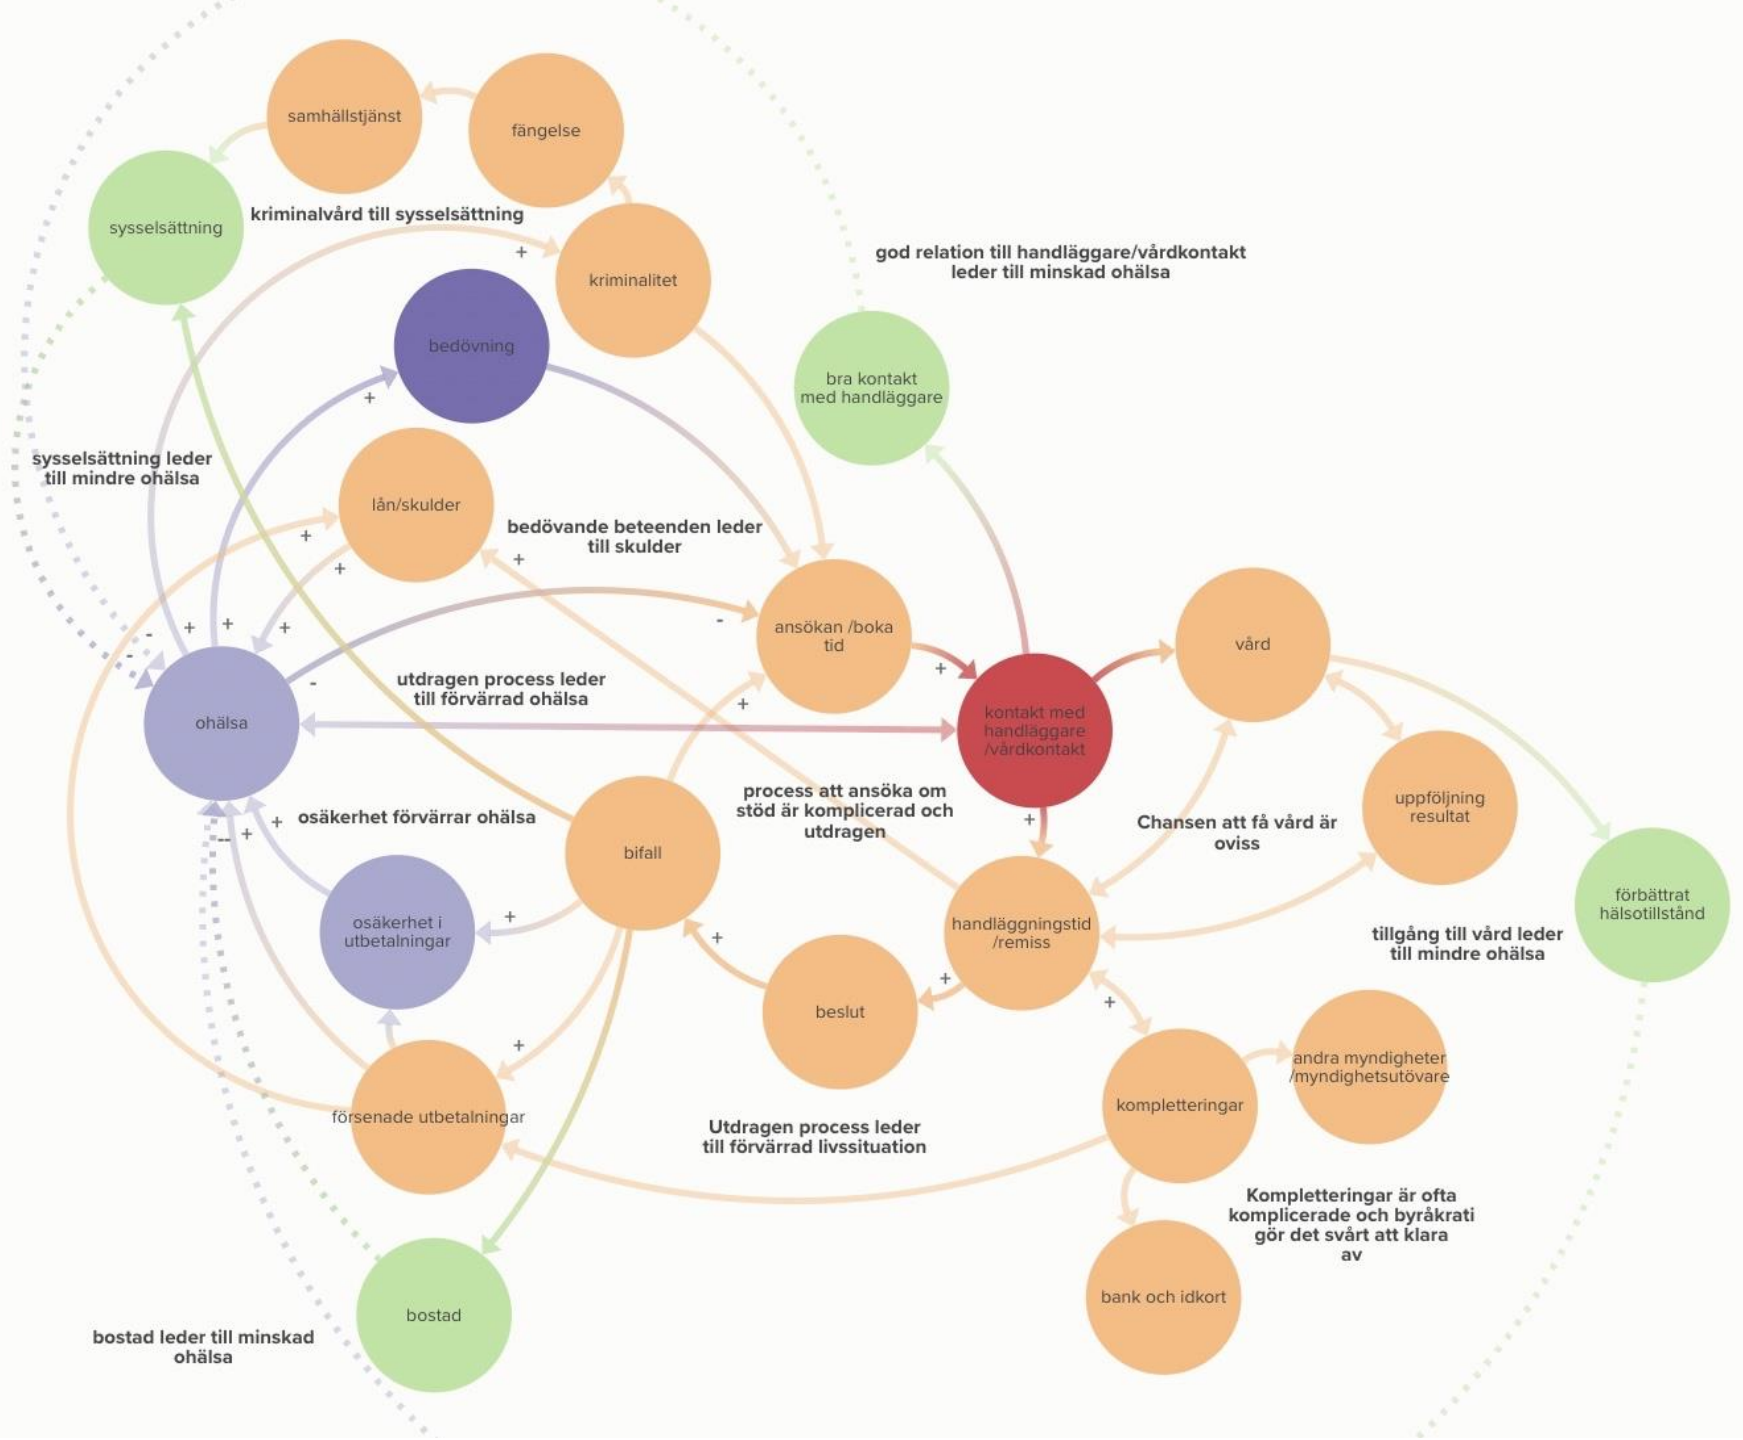 samhällstjänst
fängelse
sysselsättning
kriminalvård till sysselsättning
+
kriminalitet
god relation till handläggare/vårdkontakt
leder till minskad ohälsa
bedövning
+
bra kontakt
med handläggare
sysselsättning leder
till mindre ohälsa
lån/skulder
+
+
bedövande beteenden leder
till skulder
+
-
-
+
+
+
-
-
ansökan /boka
tid
+
vård
utdragen process leder
till förvärrad ohälsa
+
ohälsa
kontakt med
handläggare
/vårdkontakt
process att ansöka om
stöd är komplicerad och
utdragen
+
Chansen att få vård är
oviss
uppföljning
resultat
osäkerhet förvärrar ohälsa
+
+
--
bifall
osäkerhet i
utbetalningar
+
+
handläggningstid
/remiss
förbättrat
hälsotillstånd
tillgång till vård leder
till mindre ohälsa
+
+
beslut
+
andra myndigheter
/myndighetsutövare
kompletteringar
försenade utbetalningar
Utdragen process leder
till förvärrad livssituation
Kompletteringar är ofta
komplicerade och byråkrati
gör det svårt att klara
av
bank och idkort
bostad
bostad leder till minskad
ohälsa